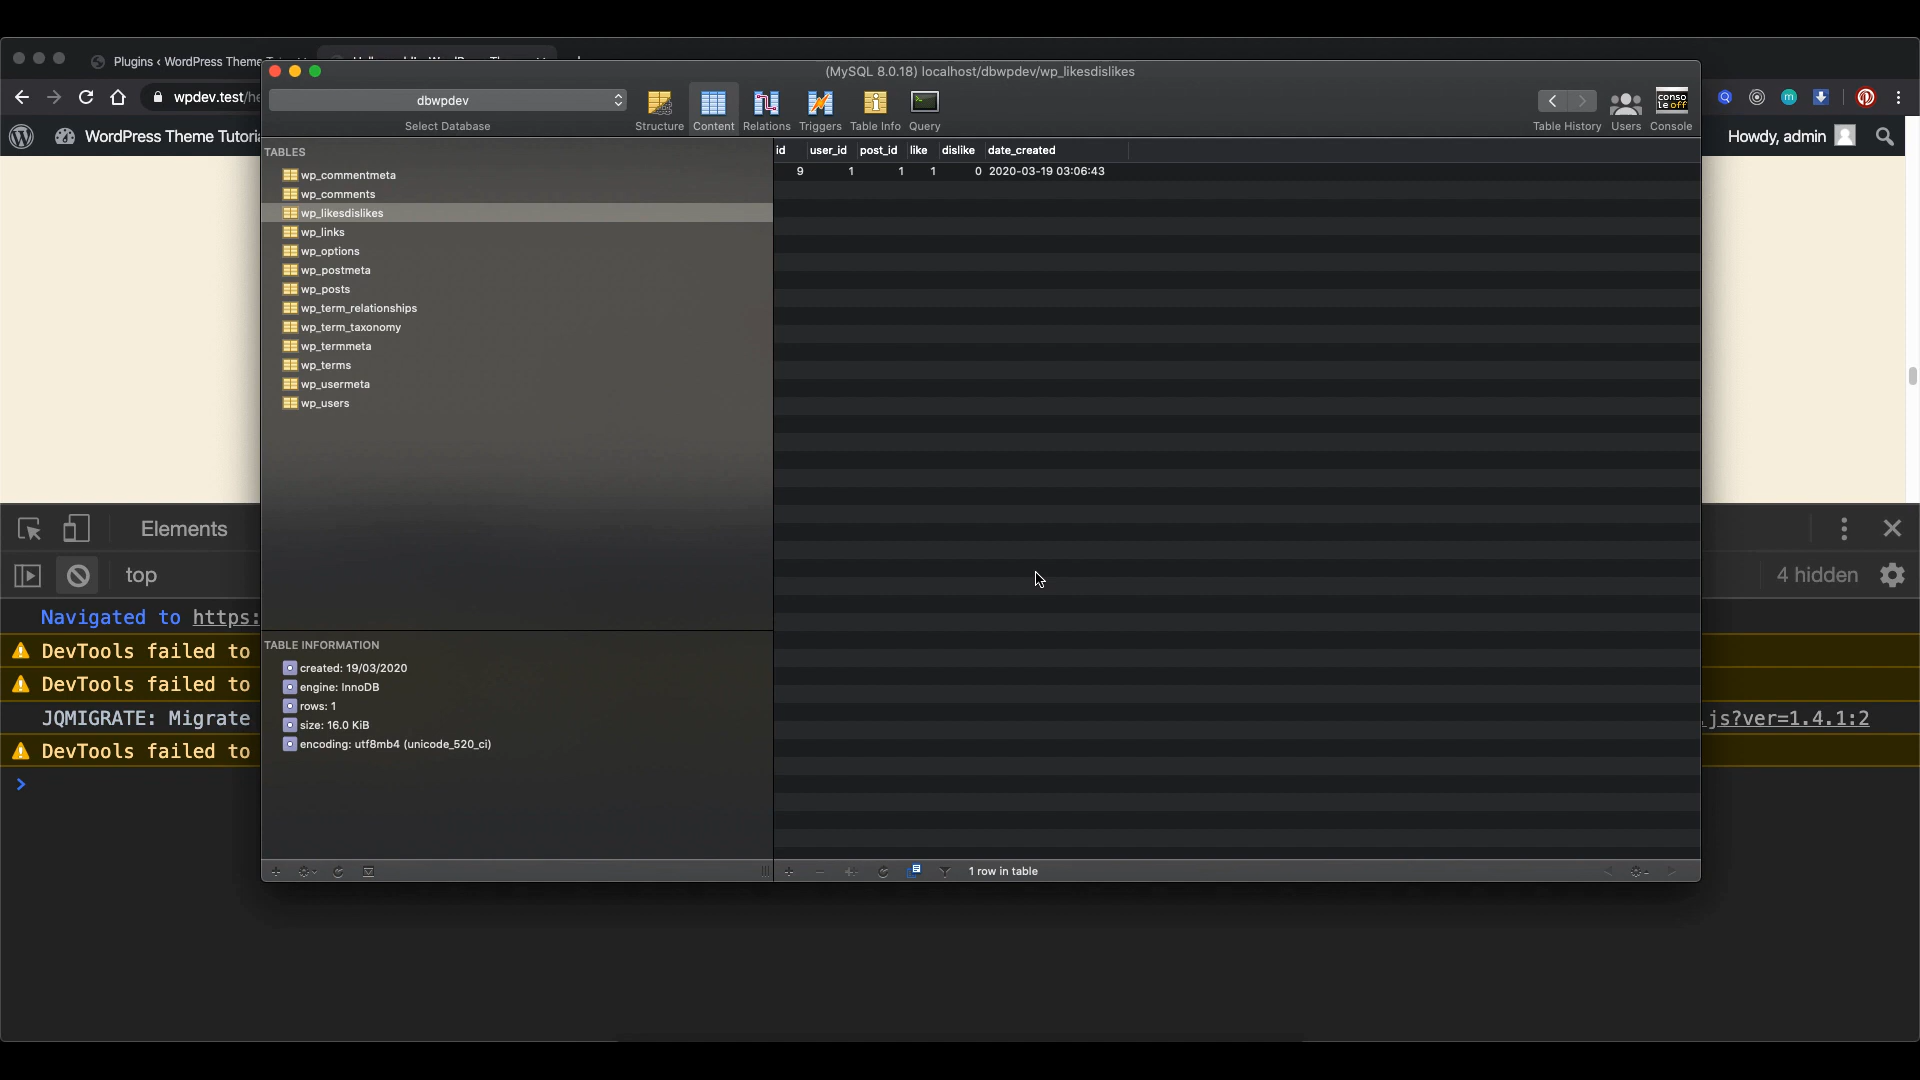 Plugins ‹ WordPress Theme
wpdev.test/he
WordPress Theme Tutoria
Howdy, admin
(MySQL 8.0.18) localhost/dbwpdev/wp_likesdislikes
dbwpdev
Select Database
Structure
Content
Relations
Triggers
Table Info
Query
Table History
Users
conso
le off
Console
TABLES
wp_commentmeta
wp_comments
wp_likesdislikes
wp_links
wp_options
wp_postmeta
wp_posts
wp_term_relationships
wp_term_taxonomy
wp_termmeta
wp_terms
wp_usermeta
wp_users
id user_id post_id like dislike date_created
9 1 1 1 0 2020-03-19 03:06:43
TABLE INFORMATION
created: 19/03/2020
engine: InnoDB
rows: 1
size: 16.0 KiB
encoding: utf8mb4 (unicode_520_ci)
1 row in table
Elements
top
4 hidden
Navigated to https:
DevTools failed to
DevTools failed to
JQMIGRATE: Migrate
.js?ver=1.4.1:2
DevTools failed to